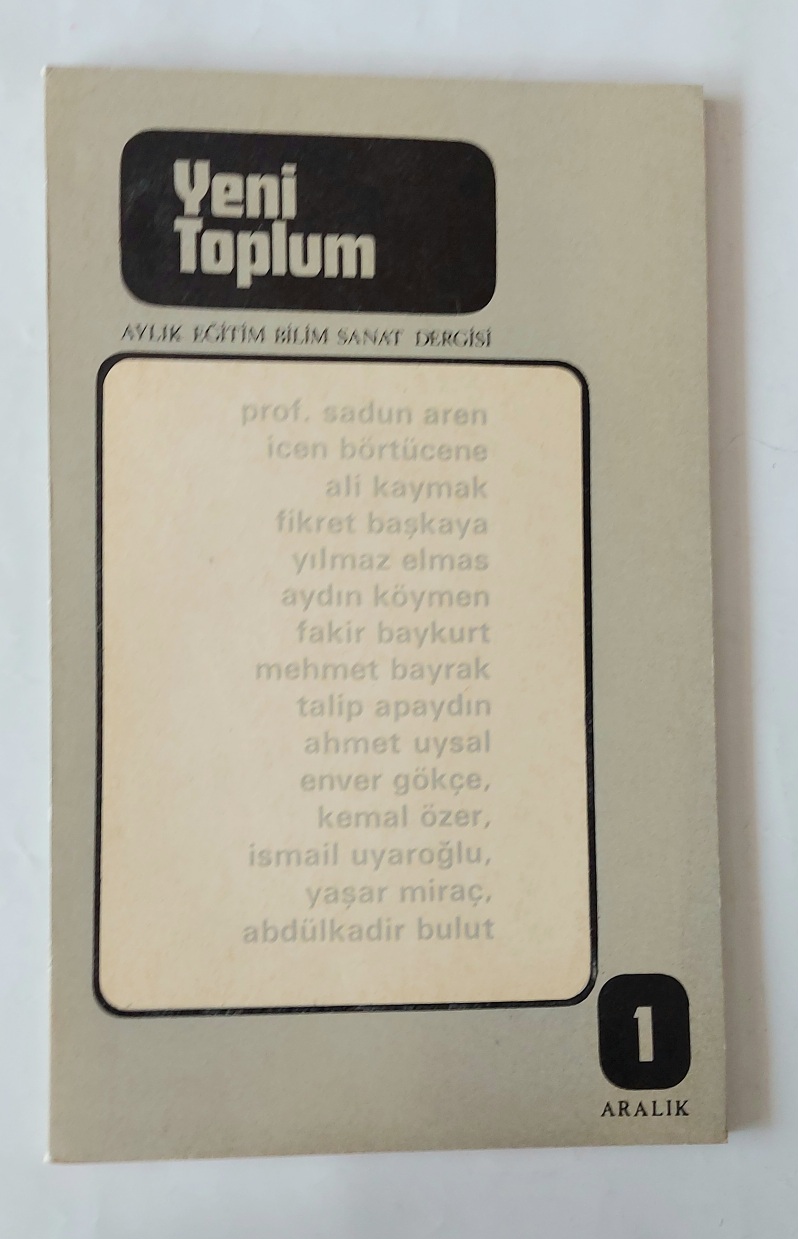 Yeni
Toplum
AYLIK EĞİTİM BİLİM SANAT DERGİSİ
prof. sadun aren
icen börtücene
ali kaymak
fikret başkaya
yılmaz elmas
aydın köymen
fakir baykurt
mehmet bayrak
talip apaydın
ahmet uysal
enver gökçe,
kemal özer,
ismail uyaroğlu,
yaşar miraç,
abdülkadir bulut
1
ARALIK